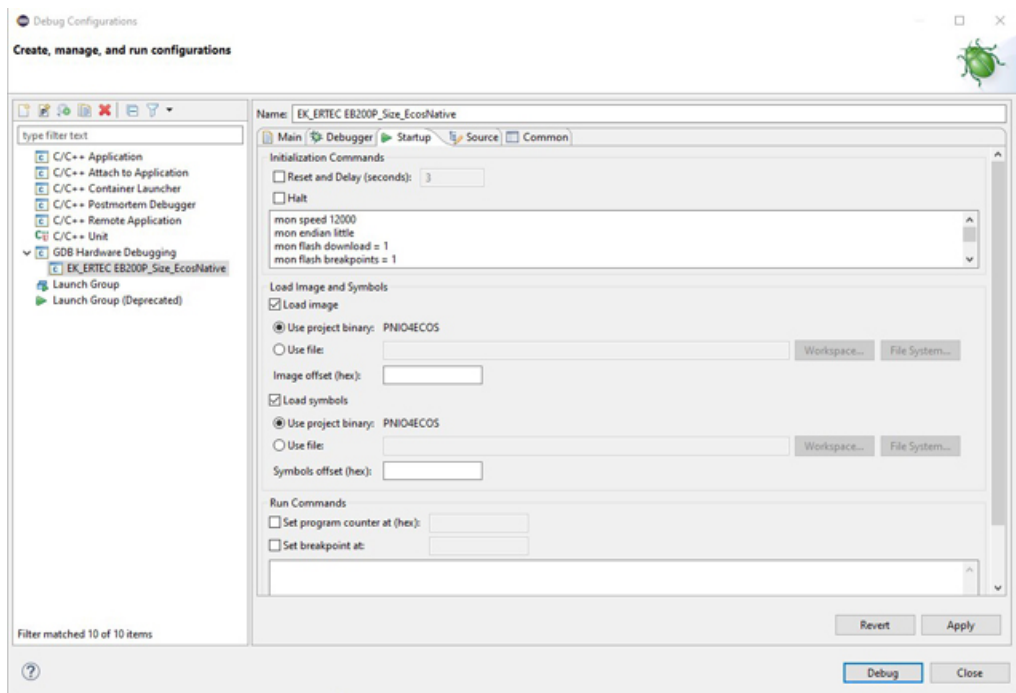 Debug Configurations
Create, manage, and run configurations
type filter text
C/C++ Application
C/C++ Attach to Application
C/C++ Container Launcher
C/C++ Postmortem Debugger
C/C++ Remote Application
C/C++ Unit
GDB Hardware Debugging
EK_ERTEC EB200P_Size_EcosNative
Launch Group
Launch Group (Deprecated)
Filter matched 10 of 10 items
Name: EK_ERTEC EB200P_Size_EcosNative
Main Debugger Startup Source Common
Initialization Commands
Reset and Delay (seconds): 3
Halt
mon speed 12000
mon endian little
mon flash download = 1
mon flash breakpoints = 1
Load Image and Symbols
Load image
Use project binary: PNIO4ECOS
Use file: Workspace... File System...
Image offset (hex):
Load symbols
Use project binary: PNIO4ECOS
Use file: Workspace... File System...
Symbols offset (hex):
Run Commands
Set program counter at (hex):
Set breakpoint at:
Revert Apply
Debug Close